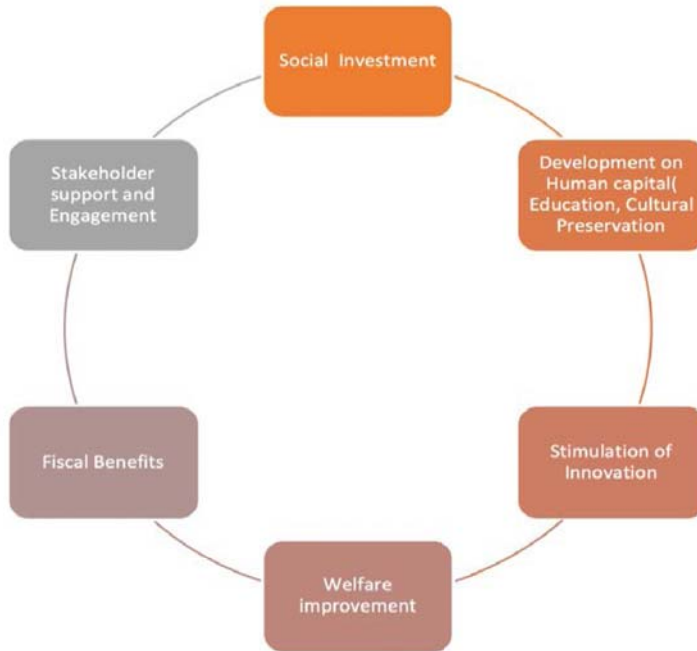 Social Investment
Development on
Human capital(
Education, Cultural
Preservation
Stimulation of
Innovation
Welfare
improvement
Fiscal Benefits
Stakeholder
support and
Engagement